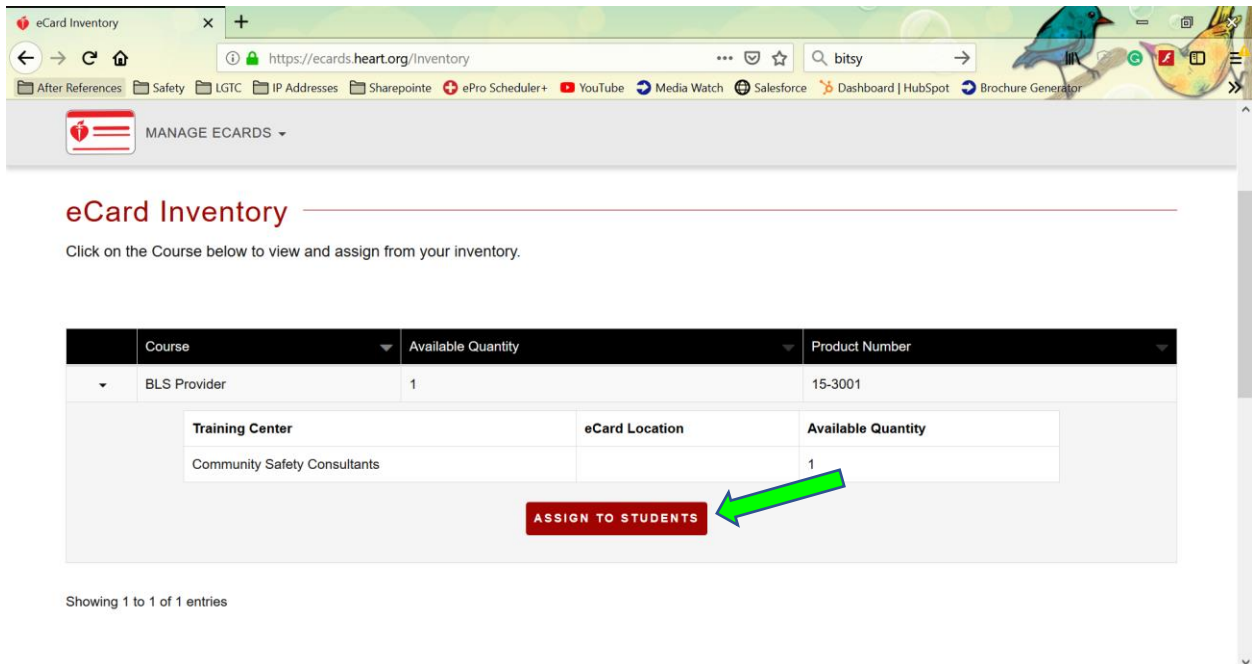 eCard Inventory
https://ecards.heart.org/Inventory
bitsy
After References Safety LGTC IP Addresses Sharepointe ePro Scheduler+ YouTube Media Watch Salesforce Dashboard | HubSpot Brochure Generator
MANAGE ECARDS
eCard Inventory
Click on the Course below to view and assign from your inventory.
Course Available Quantity Product Number
BLS Provider 1 15-3001
Training Center eCard Location Available Quantity
Community Safety Consultants 1
ASSIGN TO STUDENTS
Showing 1 to 1 of 1 entries